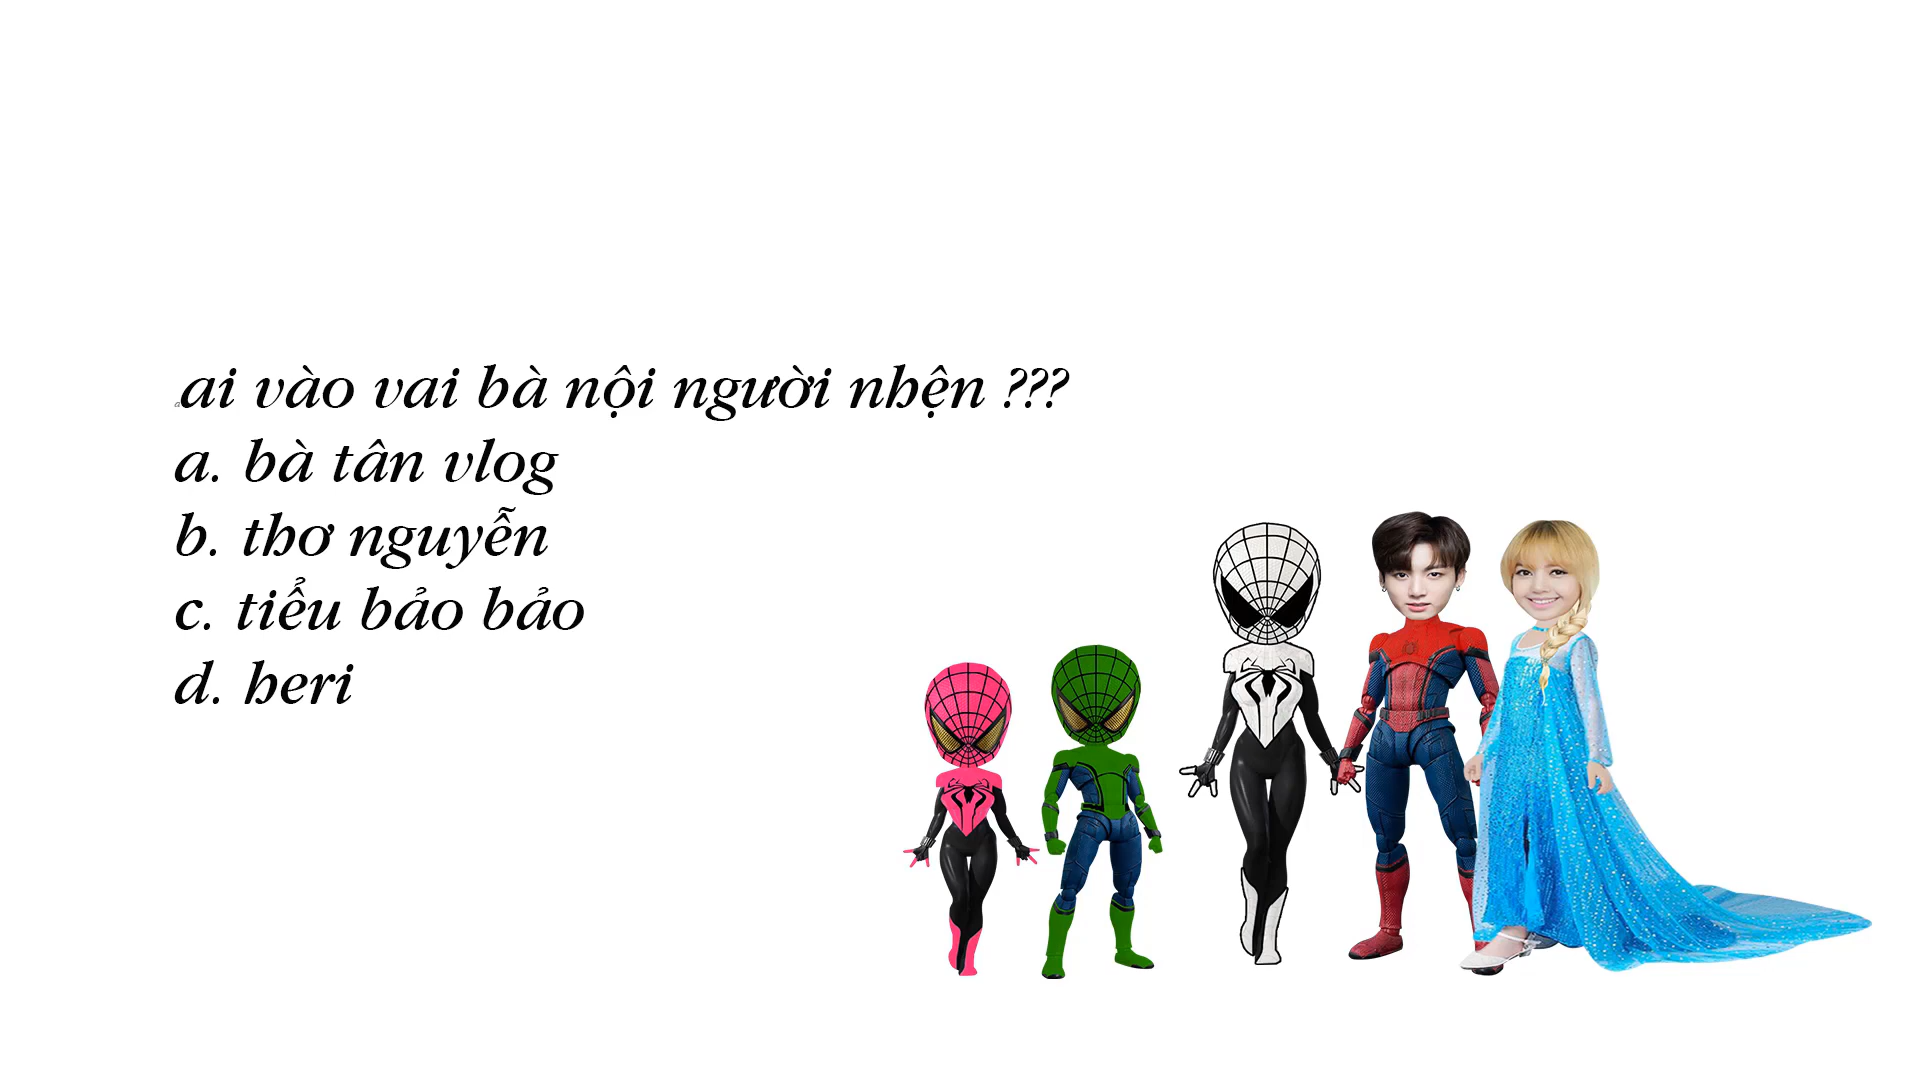 ai vào vai bà nội người nhện ???
a. bà tân vlog
b. thơ nguyễn
c. tiểu bảo bảo
d. heri